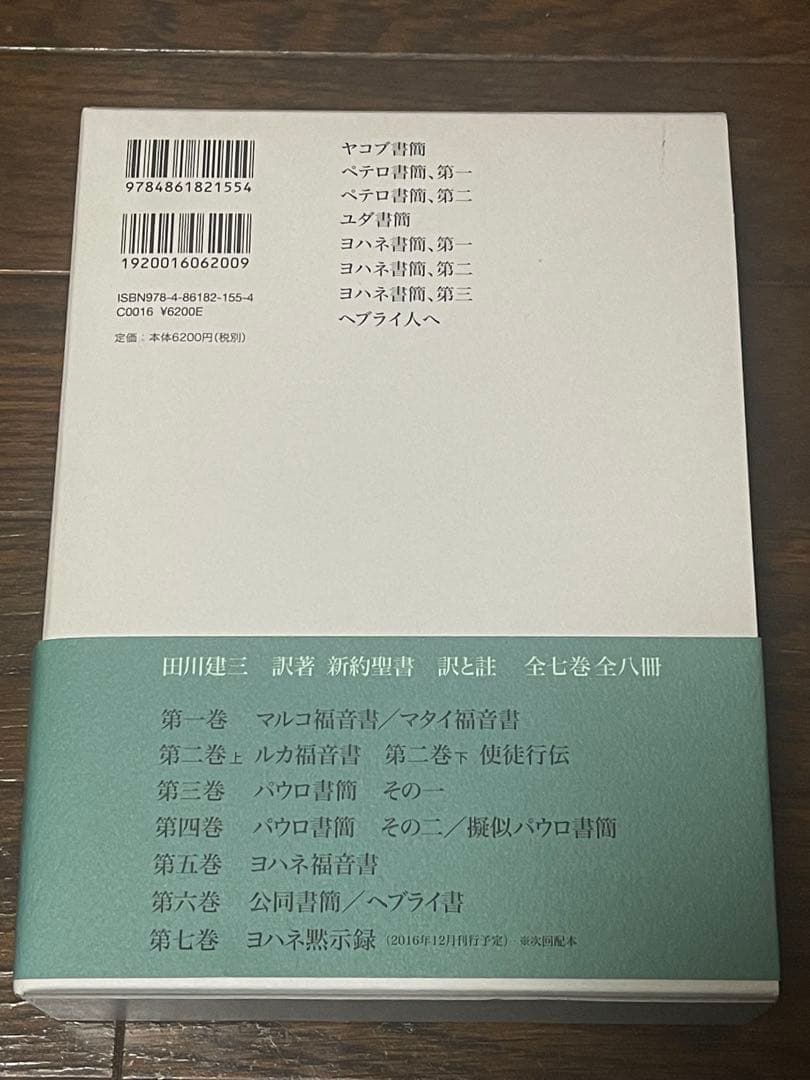 9784861821554
1920016062009
ISBN978-4-86182-155-4
C0016 ¥6200E
定価：本体6200円（税別）
ヤコブ書簡
ペテロ書簡、第一
ペテロ書簡、第二
ユダ書簡
ヨハネ書簡、第一
ヨハネ書簡、第二
ヨハネ書簡、第三
ヘブライ人へ
田川建三　訳著　新約聖書　訳と註　全七巻 全八冊
第一巻　マルコ福音書／マタイ福音書
第二巻上　ルカ福音書　第二巻下　使徒行伝
第三巻　パウロ書簡　その一
第四巻　パウロ書簡　その二／擬似パウロ書簡
第五巻　ヨハネ福音書
第六巻　公同書簡／ヘブライ書
第七巻　ヨハネ黙示録（2016年12月刊行予定）　※次回配本